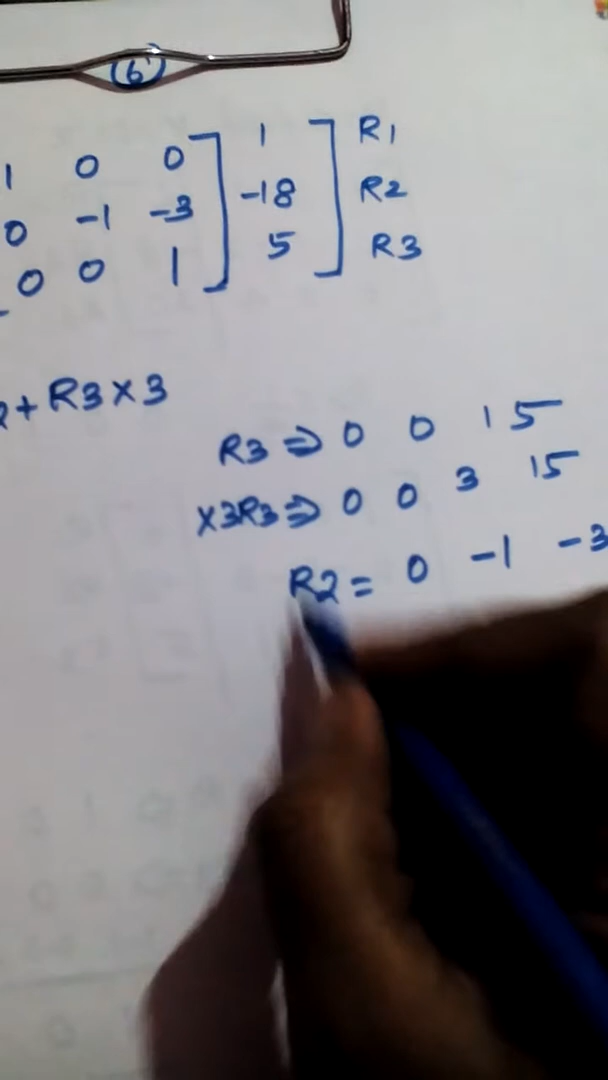 6
1 0 0 ] 1 ] R1
0 -1 -3 -18 R2
0 0 1 5 R3
+ R3 × 3
R3 ⇒ 0 0 1 5
×3R3 ⇒ 0 0 3 15
R2 = 0 -1 -3